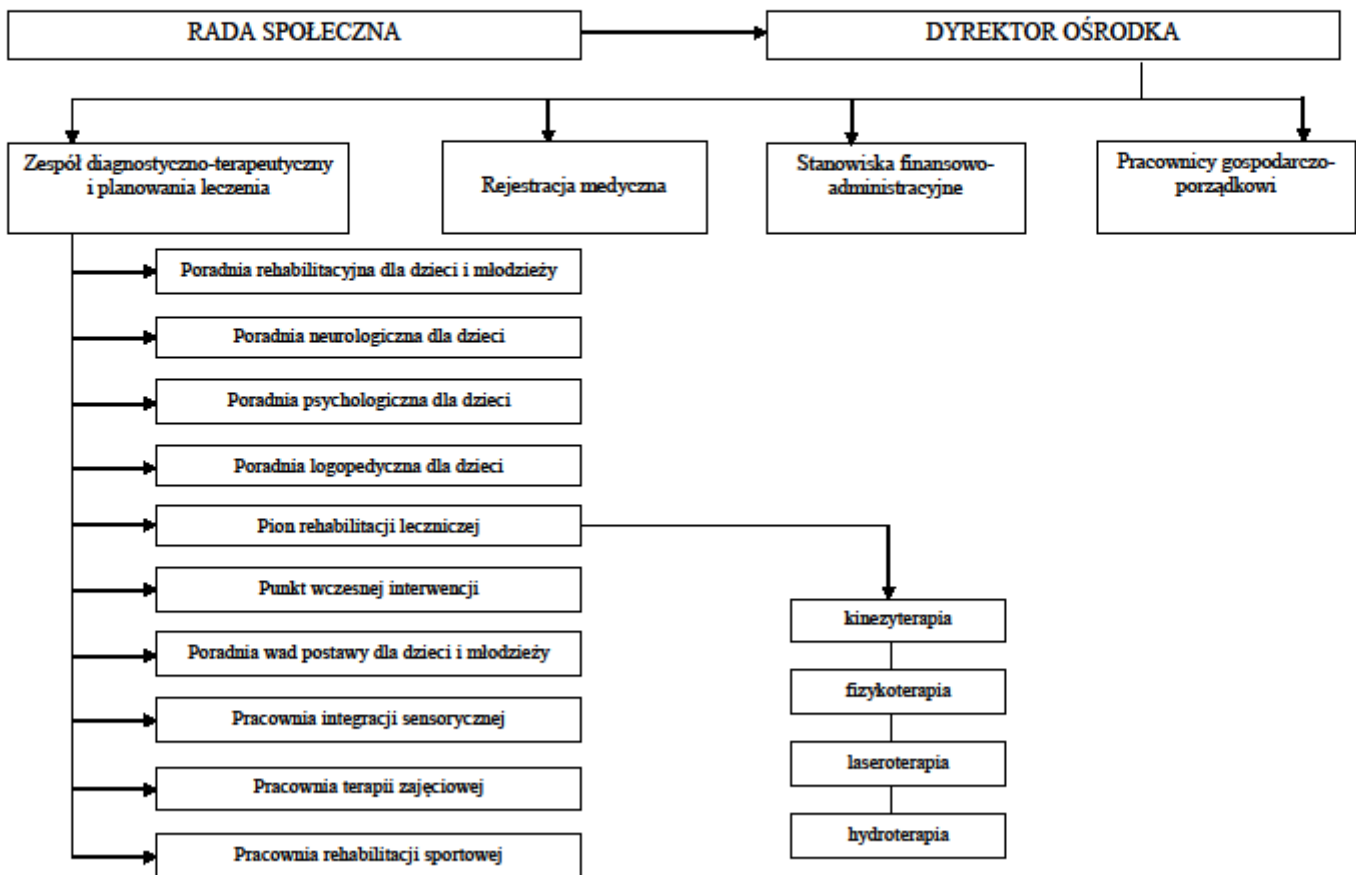 RADA SPOŁECZNA
DYREKTOR OŚRODKA
Zespół diagnostyczno-terapeutyczny
i planowania leczenia
Rejestracja medyczna
Stanowiska finansowo-
administracyjne
Pracownicy gospodarczo-
porządkowi
Poradnia rehabilitacyjna dla dzieci i młodzieży
Poradnia neurologiczna dla dzieci
Poradnia psychologiczna dla dzieci
Poradnia logopedyczna dla dzieci
Pion rehabilitacji leczniczej
Punkt wczesnej interwencji
Poradnia wad postawy dla dzieci i młodzieży
Pracownia integracji sensorycznej
Pracownia terapii zajęciowej
Pracownia rehabilitacji sportowej
kinezyterapia
fizykoterapia
laseroterapia
hydroterapia